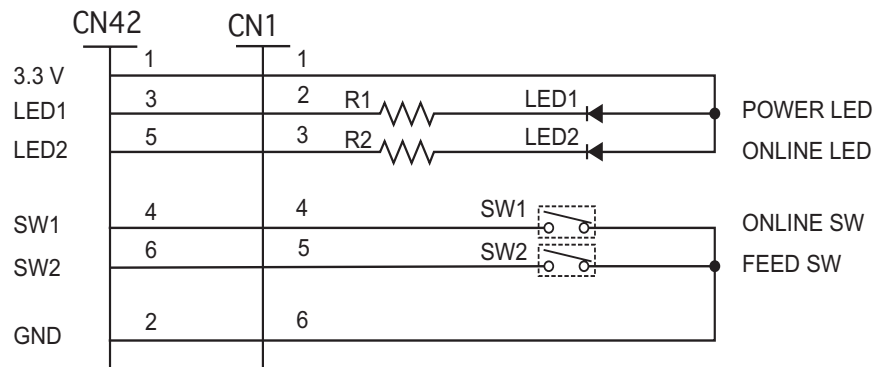 CN42 CN1
3.3 V 1 1
LED1 3 2 R1 LED1 POWER LED
LED2 5 3 R2 LED2 ONLINE LED
SW1 4 4 SW1 ONLINE SW
SW2 6 5 SW2 FEED SW
GND 2 6